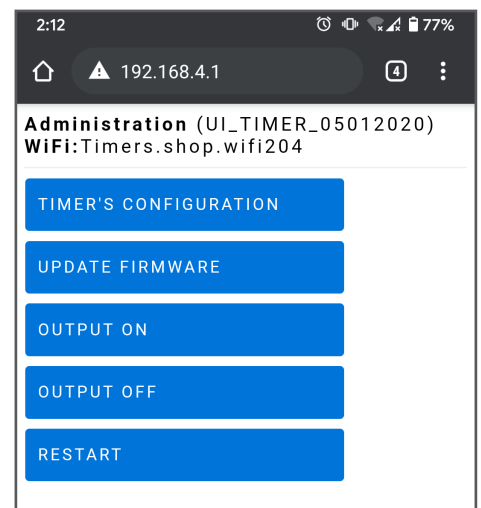 2:12 77%
192.168.4.1 4
Administration (UI_TIMER_05012020)
WiFi:Timers.shop.wifi204
TIMER'S CONFIGURATION
UPDATE FIRMWARE
OUTPUT ON
OUTPUT OFF
RESTART